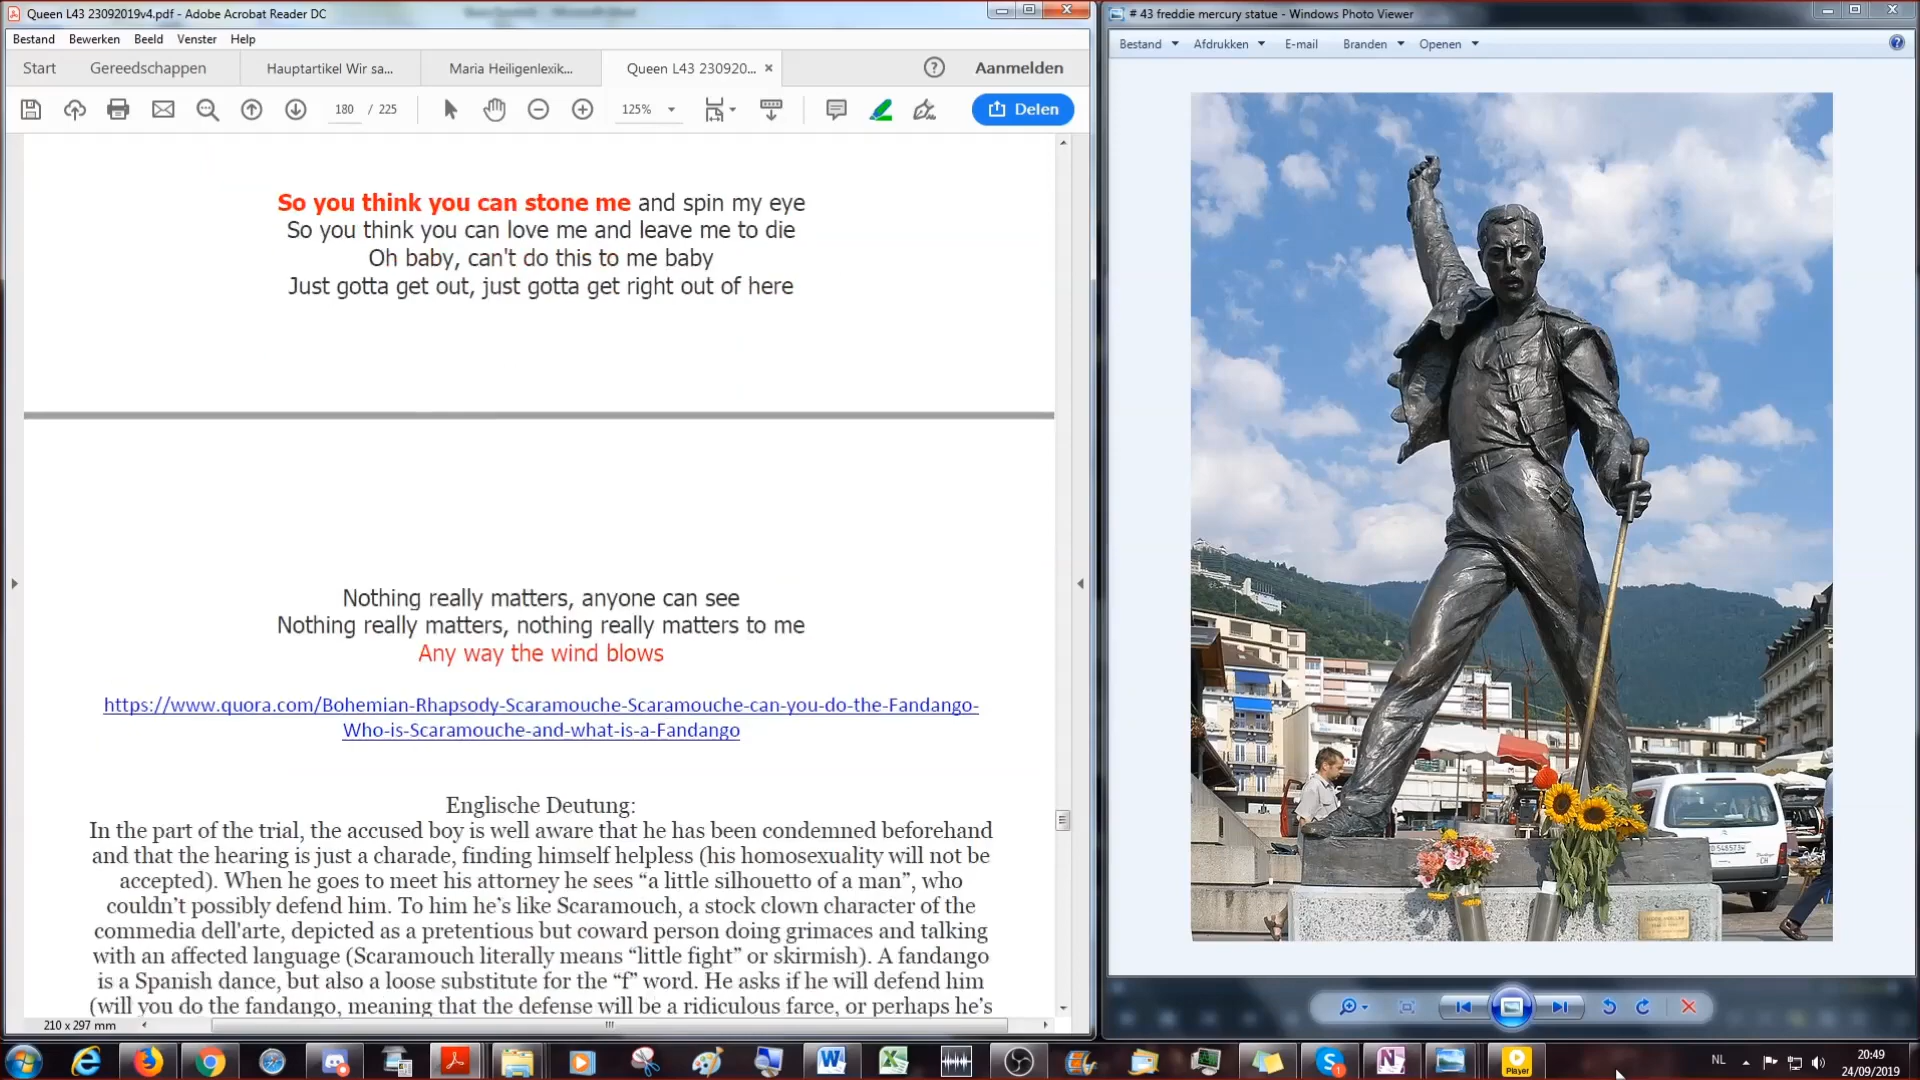 Queen L43 23092019v4.pdf - Adobe Acrobat Reader DC
Bestand Bewerken Beeld Venster Help
Start Gereedschappen Hauptartikel Wir sa... Maria Heiligenlexik... Queen L43 230920... × Aanmelden
180 / 225 125% Delen
So you think you can stone me and spin my eye
So you think you can love me and leave me to die
Oh baby, can't do this to me baby
Just gotta get out, just gotta get right out of here
Nothing really matters, anyone can see
Nothing really matters, nothing really matters to me
Any way the wind blows
https://www.quora.com/Bohemian-Rhapsody-Scaramouche-Scaramouche-can-you-do-the-Fandango-
Who-is-Scaramouche-and-what-is-a-Fandango
Englische Deutung:
In the part of the trial, the accused boy is well aware that he has been condemned beforehand
and that the hearing is just a charade, finding himself helpless (his homosexuality will not be
accepted). When he goes to meet his attorney he sees “a little silhouetto of a man”, who
couldn’t possibly defend him. To him he’s like Scaramouch, a stock clown character of the
commedia dell'arte, depicted as a pretentious but coward person doing grimaces and talking
with an affected language (Scaramouch literally means “little fight” or skirmish). A fandango
is a Spanish dance, but also a loose substitute for the “f” word. He asks if he will defend him
(will you do the fandango, meaning that the defense will be a ridiculous farce, or perhaps he’s
210 x 297 mm
# 43 freddie mercury statue - Windows Photo Viewer
Bestand Afdrukken E-mail Branden Openen
NL
20:49
24/09/2019
Player